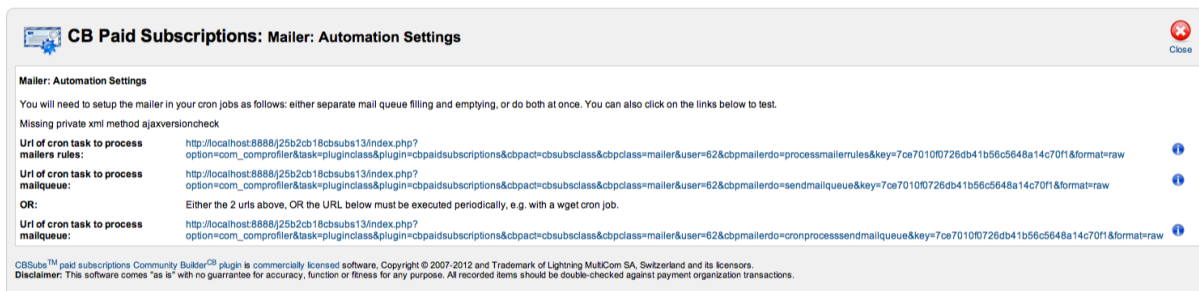 CB Paid Subscriptions: Mailer: Automation Settings
Close
Mailer: Automation Settings
You will need to setup the mailer in your cron jobs as follows: either separate mail queue filling and emptying, or do both at once. You can also click on the links below to test.
Missing private xml method ajaxversioncheck
Url of cron task to process mailers rules:
http://localhost:8888/j25b2cb18cbsubs13/index.php?
option=com_comprofiler&task=pluginclass&plugin=cbpaidsubscriptions&cbpact=cbsubsclass&cbpclass=mailer&user=62&cbpmailerdo=processmailerrules&key=7ce7010f0726db41b56c5648a14c70f1&format=raw
Url of cron task to process mailqueue:
http://localhost:8888/j25b2cb18cbsubs13/index.php?
option=com_comprofiler&task=pluginclass&plugin=cbpaidsubscriptions&cbpact=cbsubsclass&cbpclass=mailer&user=62&cbpmailerdo=sendmailqueue&key=7ce7010f0726db41b56c5648a14c70f1&format=raw
OR: Either the 2 urls above, OR the URL below must be executed periodically, e.g. with a wget cron job.
Url of cron task to process mailqueue:
http://localhost:8888/j25b2cb18cbsubs13/index.php?
option=com_comprofiler&task=pluginclass&plugin=cbpaidsubscriptions&cbpact=cbsubsclass&cbpclass=mailer&user=62&cbpmailerdo=cronprocesssendmailqueue&key=7ce7010f0726db41b56c5648a14c70f1&format=raw
CBSubs™ paid subscriptions Community Builder^CB plugin is commercially licensed software, Copyright © 2007-2012 and Trademark of Lightning MultiCom SA, Switzerland and its licensors.
Disclaimer: This software comes "as is" with no guarrantee for accuracy, function or fitness for any purpose. All recorded items should be double-checked against payment organization transactions.